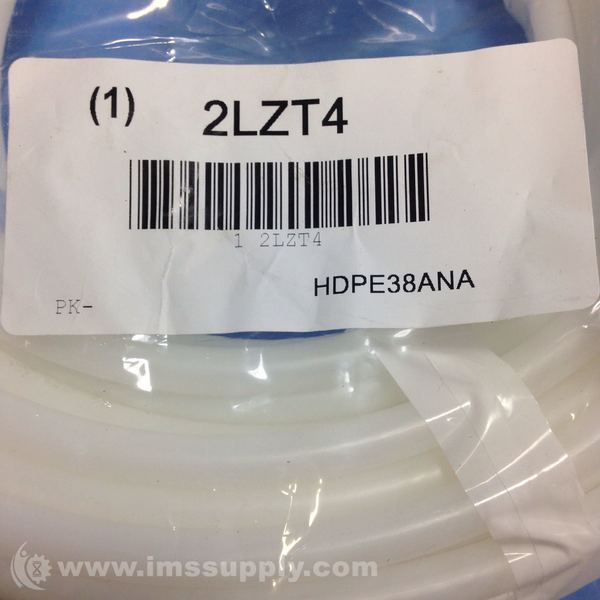 (1) 2LZT4
1 2LZT4
HDPE38ANA
PK-
www.imssupply.com